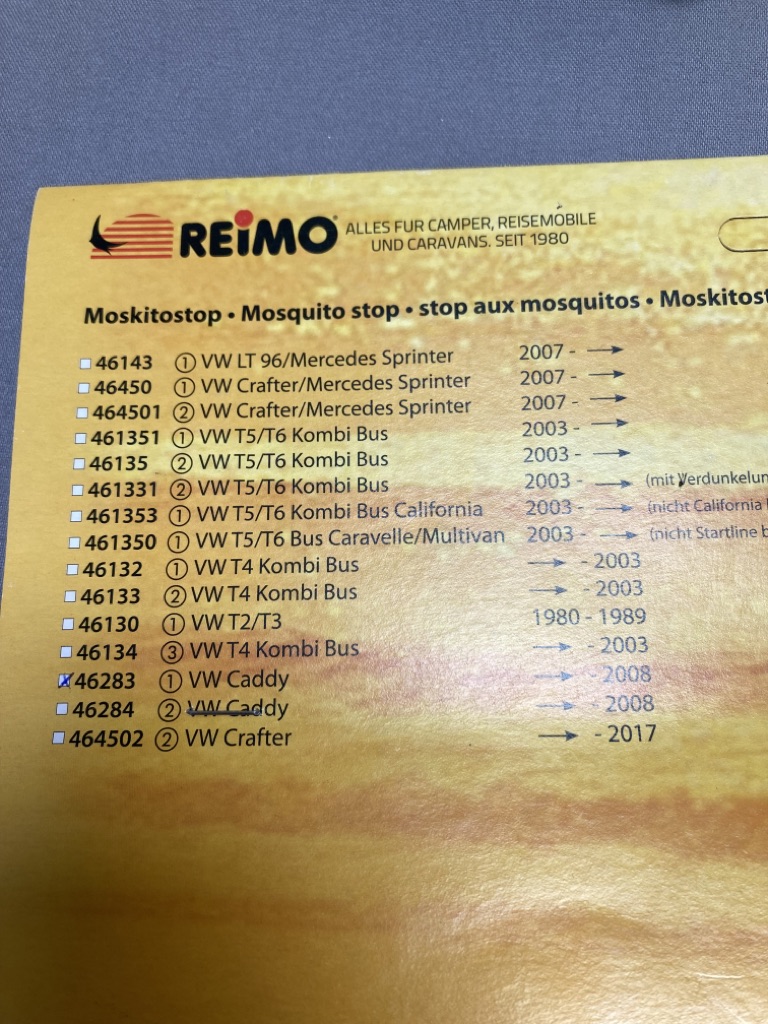 REiMO® ALLES FUR CAMPER, REISEMOBILE
UND CARAVANS. SEIT 1980
Moskitostop • Mosquito stop • stop aux mosquitos • Moskitost
46143 ① VW LT 96/Mercedes Sprinter 2007 - →
46450 ① VW Crafter/Mercedes Sprinter 2007 - →
464501 ② VW Crafter/Mercedes Sprinter 2007 - →
461351 ① VW T5/T6 Kombi Bus 2003 - →
46135 ② VW T5/T6 Kombi Bus 2003 - →
461331 ② VW T5/T6 Kombi Bus 2003 - → (mit Verdunkelun
461353 ① VW T5/T6 Kombi Bus California 2003 - → (nicht California
461350 ① VW T5/T6 Bus Caravelle/Multivan 2003 - → (nicht Startline b
46132 ① VW T4 Kombi Bus → - 2003
46133 ② VW T4 Kombi Bus → - 2003
46130 ① VW T2/T3 1980 - 1989
46134 ③ VW T4 Kombi Bus → - 2003
46283 ① VW Caddy → - 2008
46284 ② VW Caddy → - 2008
464502 ② VW Crafter → - 2017